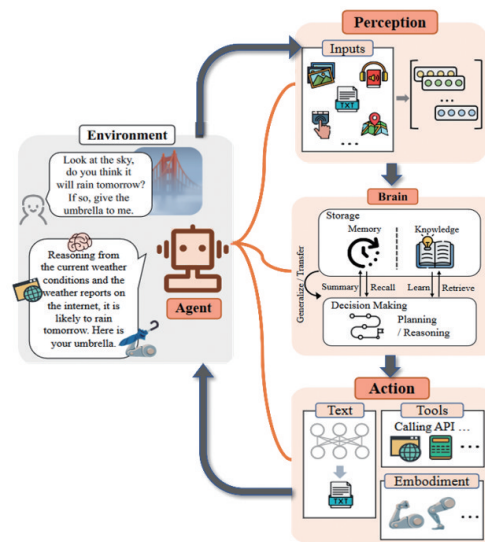 Perception
Inputs
TXT
...
...
Environment
Look at the sky,
do you think it
will rain tomorrow?
If so, give the
umbrella to me.
Reasoning from
the current weather
conditions and the
weather reports on
the internet, it is
likely to rain
tomorrow. Here is
your umbrella.
Agent
Brain
Storage
Memory
Knowledge
Generalize / Transfer
Summary
Recall
Learn
Retrieve
Decision Making
Planning
/ Reasoning
Action
Text
TXT
Tools
Calling API ...
...
Embodiment
...